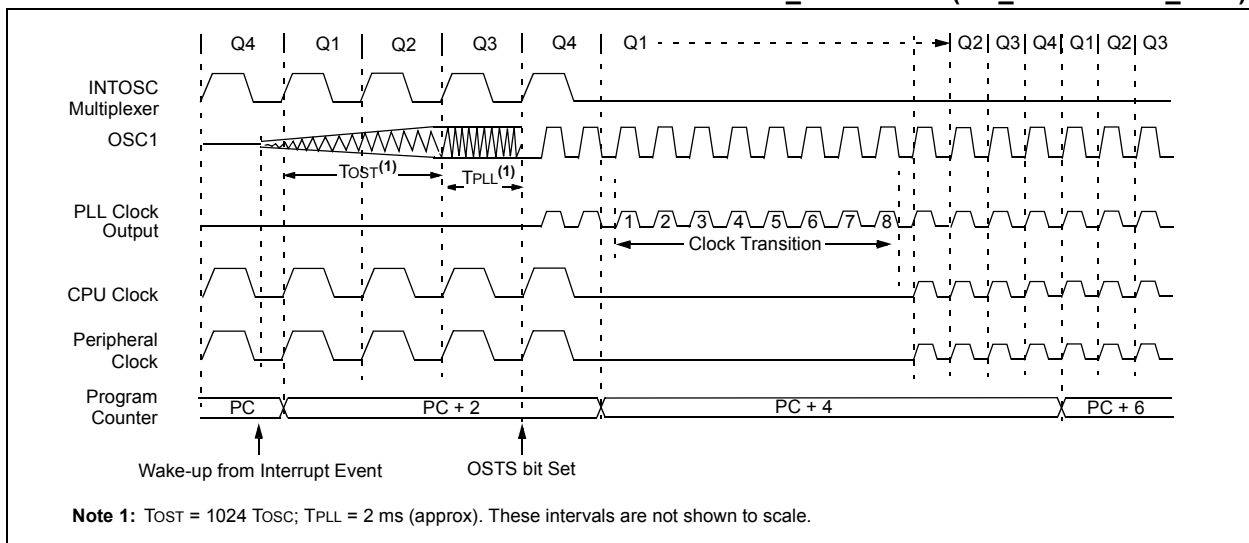 Q4 Q1 Q2 Q3 Q4 Q1 Q2 Q3 Q4 Q1 Q2 Q3
INTOSC
Multiplexer
OSC1
TOST(1)
TPLL(1)
PLL Clock
Output
1 2 3 4 5 6 7 8
Clock Transition
CPU Clock
Peripheral
Clock
Program
Counter
PC PC + 2 PC + 4 PC + 6
Wake-up from Interrupt Event OSTS bit Set
Note 1: TOST = 1024 TOSC; TPLL = 2 ms (approx). These intervals are not shown to scale.